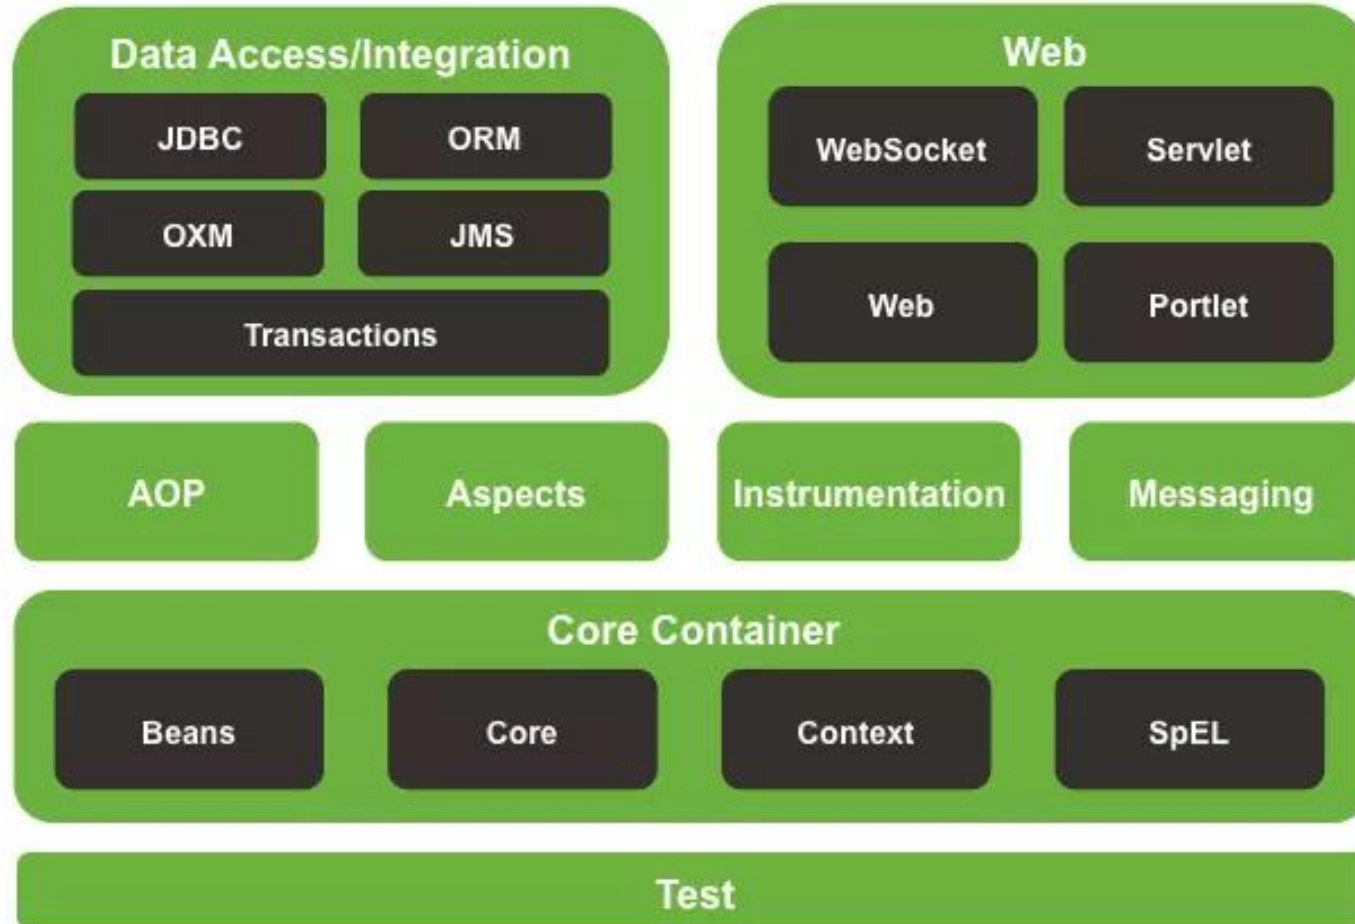 Data Access/Integration
JDBC
ORM
OXM
JMS
Transactions
Web
WebSocket
Servlet
Web
Portlet
AOP
Aspects
Instrumentation
Messaging
Core Container
Beans
Core
Context
SpEL
Test